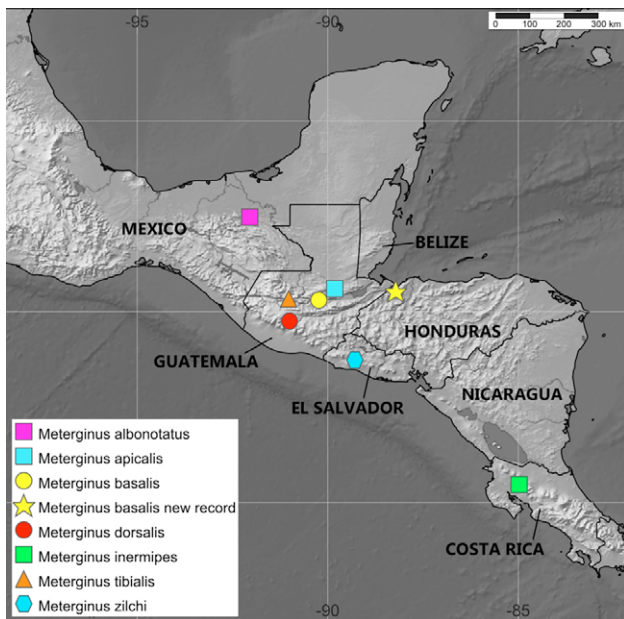 -95
-90
0 100 200 300 km
MEXICO
BELIZE
HONDURAS
GUATEMALA
EL SALVADOR
NICARAGUA
COSTA RICA
Meterginus albonotatus
Meterginus apicalis
Meterginus basalis
Meterginus basalis new record
Meterginus dorsalis
Meterginus inermipes
Meterginus tibialis
Meterginus zilchi
-90
-85